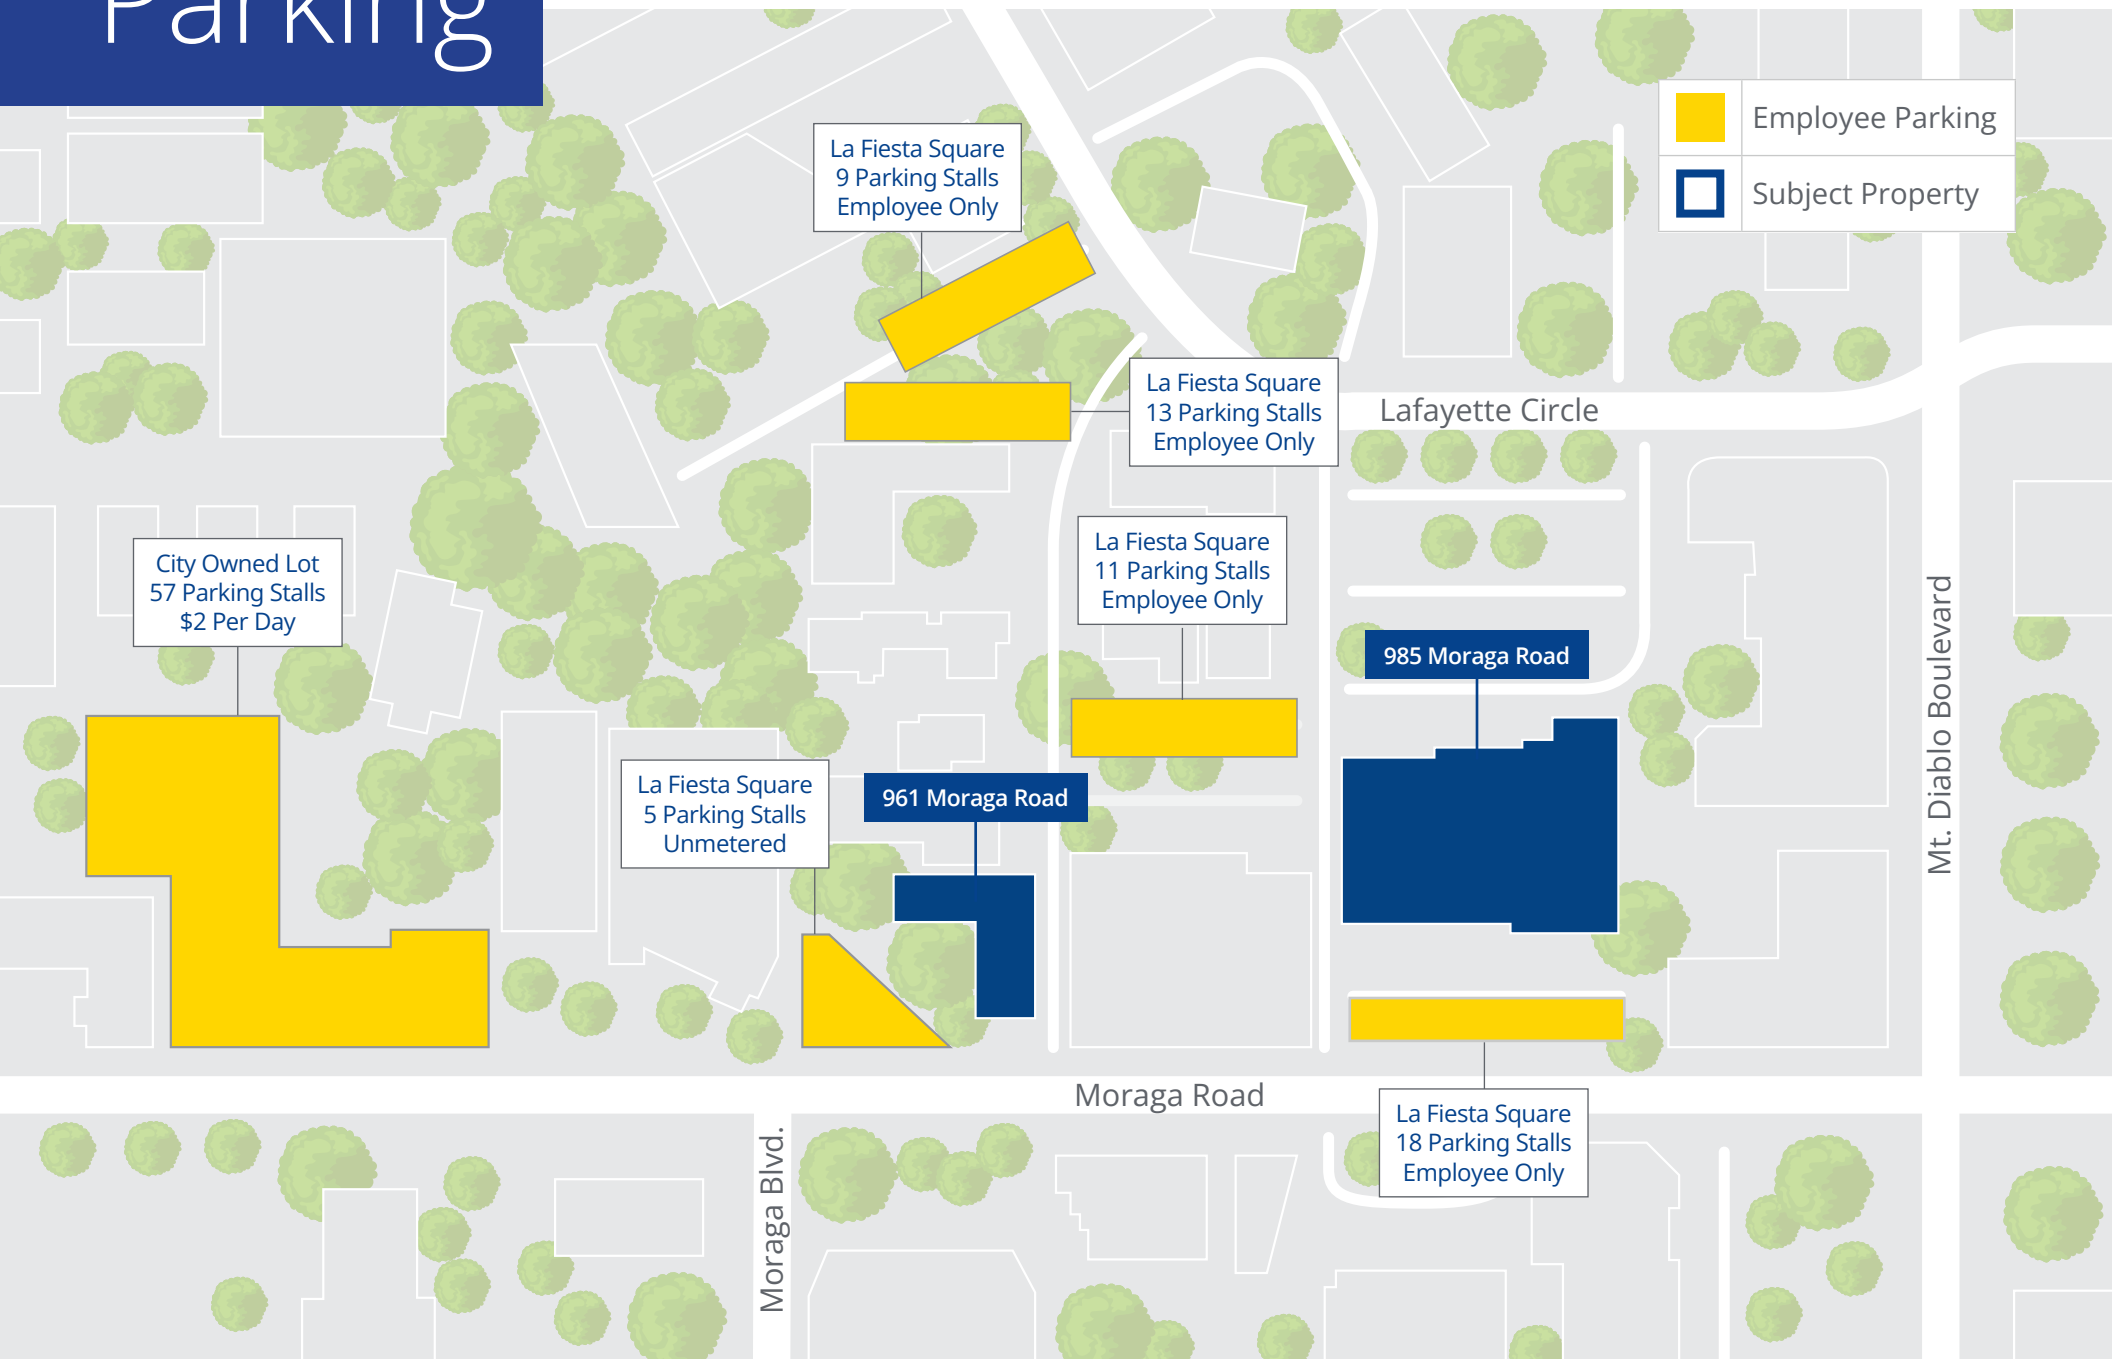 Parking
Employee Parking
Subject Property
La Fiesta Square
9 Parking Stalls
Employee Only
La Fiesta Square
13 Parking Stalls
Employee Only
Lafayette Circle
La Fiesta Square
11 Parking Stalls
Employee Only
City Owned Lot
57 Parking Stalls
$2 Per Day
985 Moraga Road
Mt. Diablo Boulevard
La Fiesta Square
5 Parking Stalls
Unmetered
961 Moraga Road
Moraga Road
La Fiesta Square
18 Parking Stalls
Employee Only
Moraga Blvd.